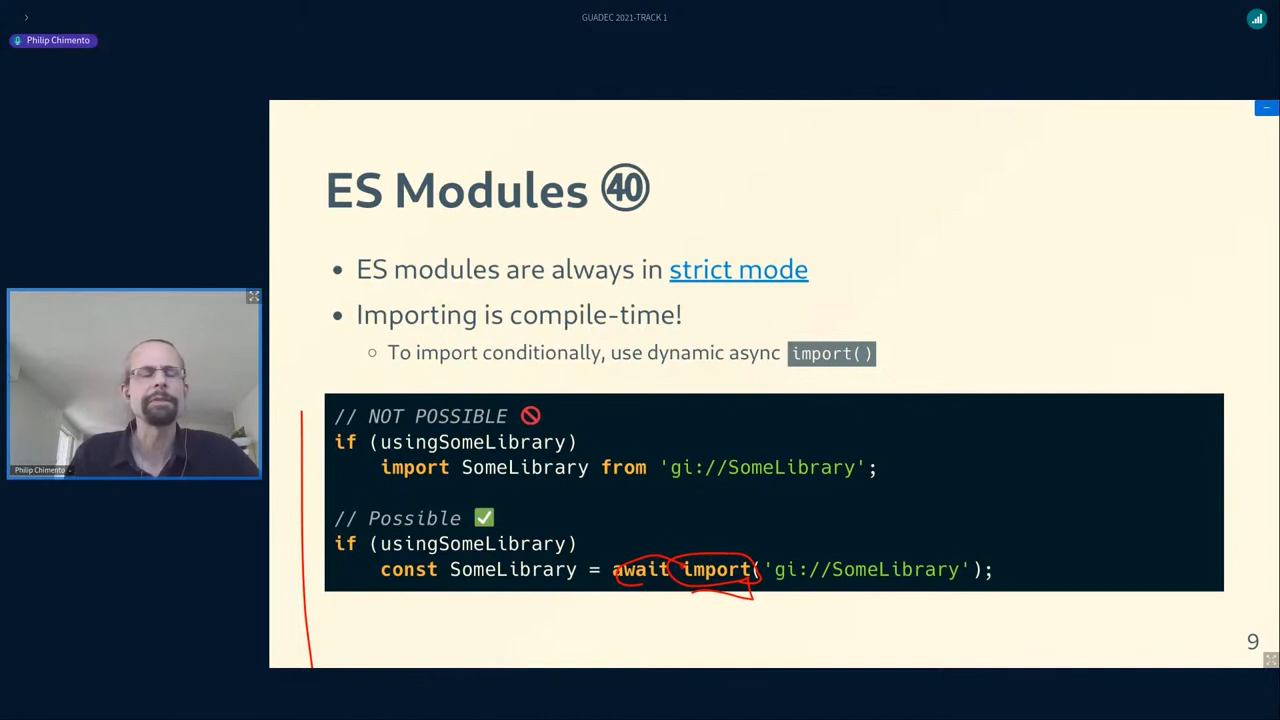 GUADEC 2021-TRACK 1
Philip Chimento
ES Modules ㊵
• ES modules are always in strict mode
• Importing is compile-time!
○ To import conditionally, use dynamic async import()
// NOT POSSIBLE 🚫
if (usingSomeLibrary)
import SomeLibrary from 'gi://SomeLibrary';
// Possible ✅
if (usingSomeLibrary)
const SomeLibrary = await import('gi://SomeLibrary');
Philip Chimento
9